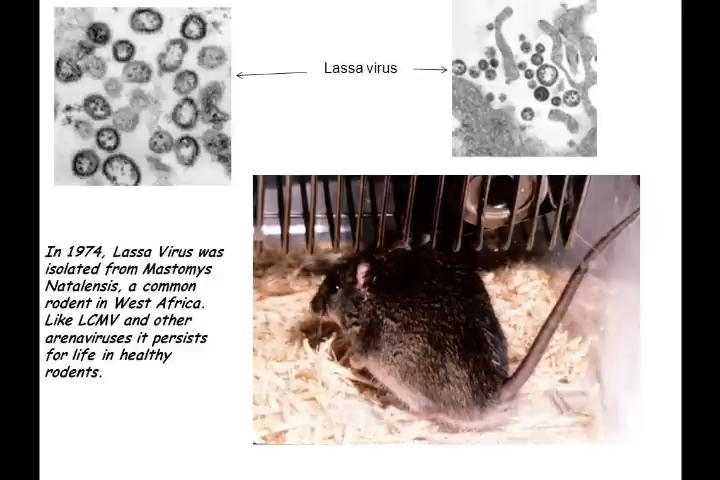 Lassa virus
In 1974, Lassa Virus was
isolated from Mastomys
Natalensis, a common
rodent in West Africa.
Like LCMV and other
arenaviruses it persists
for life in healthy
rodents.